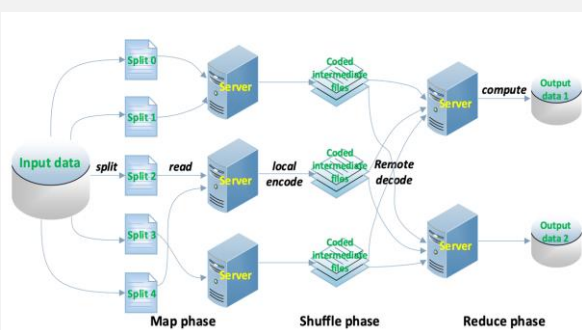 Input data
split
Split 0
Split 1
Split 2
Split 3
Split 4
read
Server
Server
Server
local
encode
Coded
intermediate
files
Coded
intermediate
files
Coded
intermediate
files
Remote
decode
Server
Server
compute
Output
data 1
Output
data 2
Map phase
Shuffle phase
Reduce phase